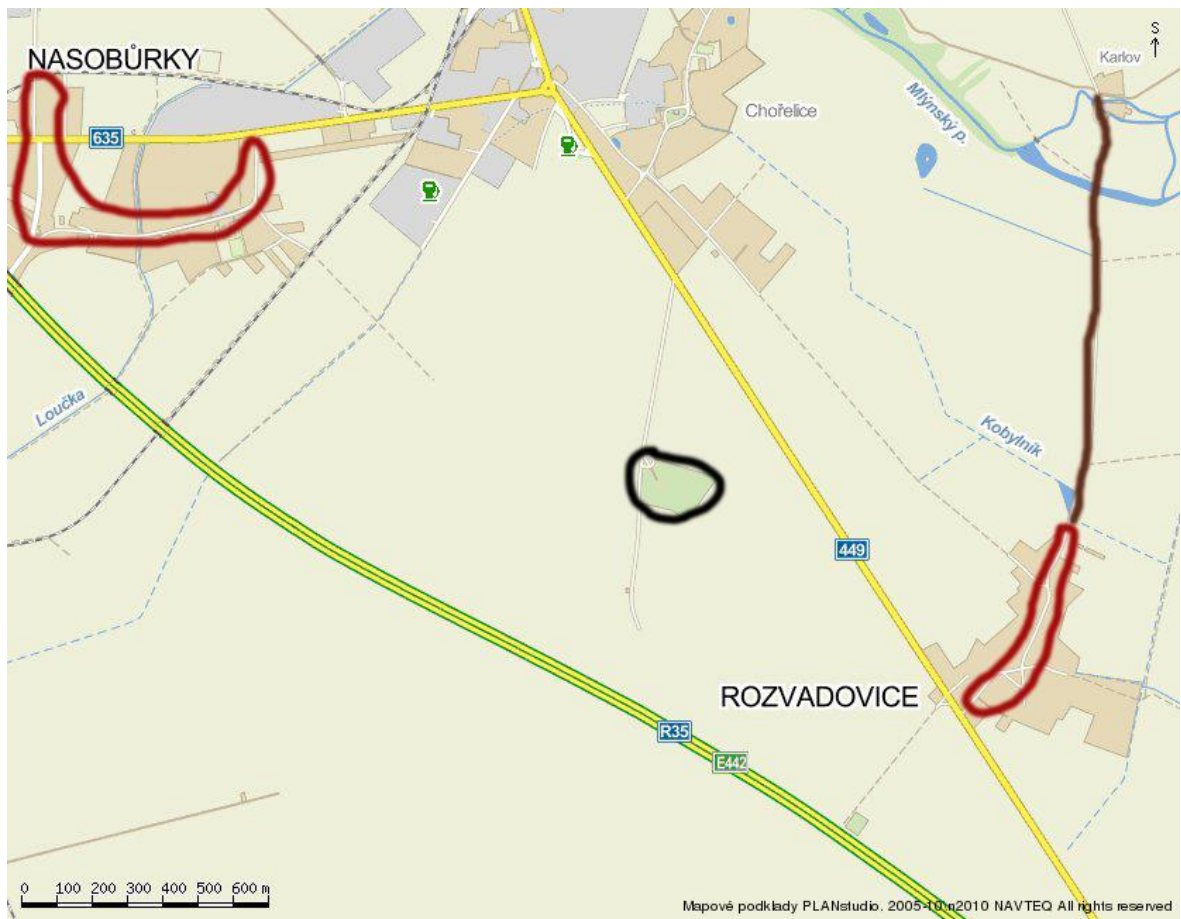 S
NASOBŮRKY
Karlov
Mlýnský p.
Chořelice
635
Loučka
Kobylník
449
ROZVADOVICE
R35
E442
0 100 200 300 400 500 600 m
Mapové podklady PLANstudio. 2005-10 n2010 NAVTEQ All rights reserved